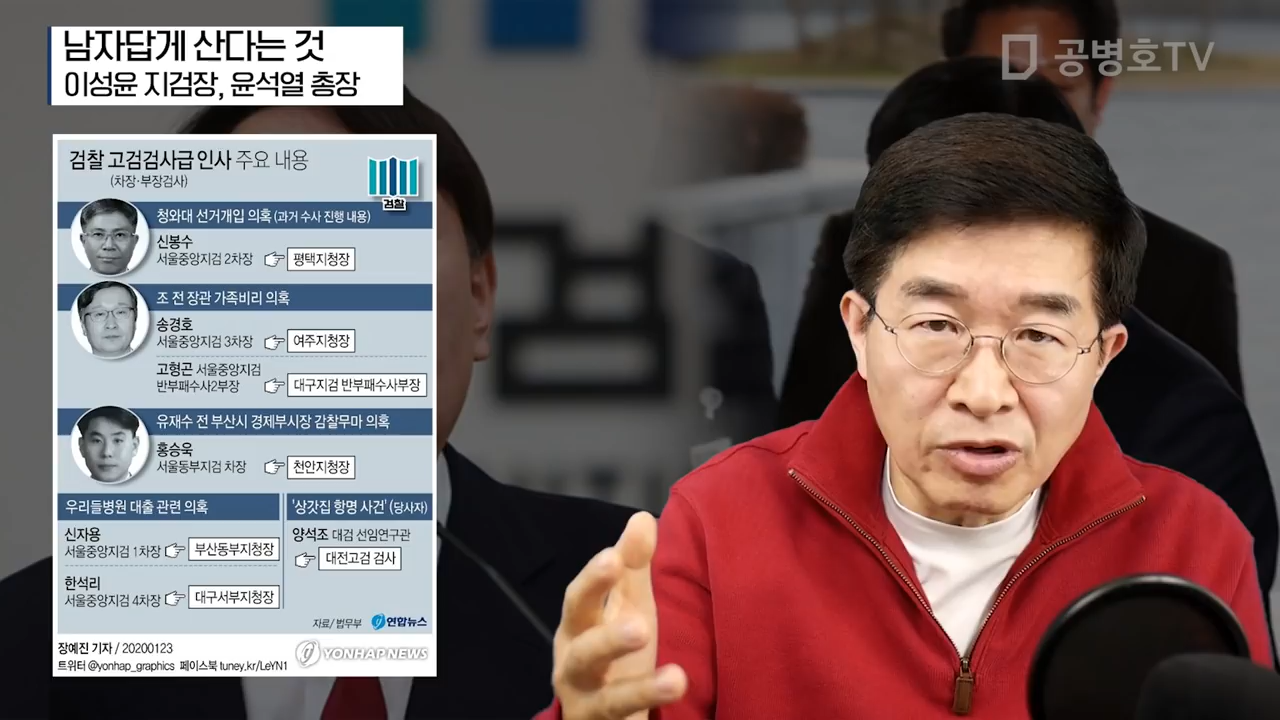 남자답게 산다는 것
이성윤 지검장, 윤석열 총장
공병호TV
검찰 고검검사급 인사 주요 내용
(차장·부장검사)
검찰
청와대 선거개입 의혹 (과거 수사 진행 내용)
신봉수
서울중앙지검 2차장 평택지청장
조 전 장관 가족비리 의혹
송경호
서울중앙지검 3차장 여주지청장
고형곤 서울중앙지검
반부패수사2부장 대구지검 반부패수사부장
유재수 전 부산시 경제부시장 감찰무마 의혹
홍승욱
서울동부지검 차장 천안지청장
우리들병원 대출 관련 의혹
신자용
서울중앙지검 1차장 부산동부지청장
한석리
서울중앙지검 4차장 대구서부지청장
'상갓집 항명 사건' (당사자)
양석조 대검 선임연구관
대전고검 검사
자료/ 법무부 연합뉴스
장예진 기자 / 20200123
트위터 @yonhap_graphics 페이스북 tuney.kr/LeYN1
YONHAP NEWS
검